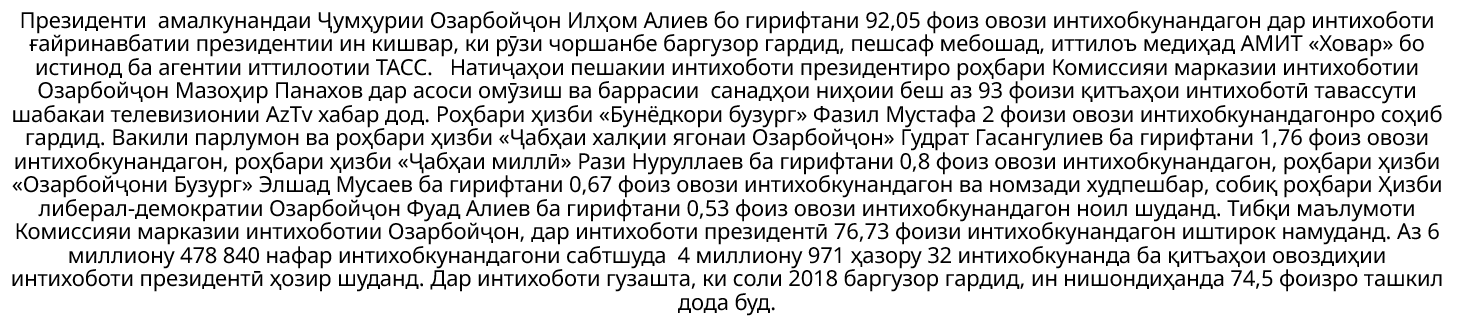 Президенти  амалкунандаи Ҷумҳурии Озарбойҷон Илҳом Алиев бо гирифтани 92,05 фоиз овози интихобкунандагон дар интихоботи
ғайринавбатии президентии ин кишвар, ки рӯзи чоршанбе баргузор гардид, пешсаф мебошад, иттилоъ медиҳад АМИТ «Ховар» бо
истинод ба агентии иттилоотии ТАСС.   Натиҷаҳои пешакии интихоботи президентиро роҳбари Комиссияи марказии интихоботии
Озарбойҷон Мазоҳир Панахов дар асоси омӯзиш ва баррасии  санадҳои ниҳоии беш аз 93 фоизи қитъаҳои интихоботӣ тавассути
шабакаи телевизионии AzTv хабар дод. Роҳбари ҳизби «Бунёдкори бузург» Фазил Мустафа 2 фоизи овози интихобкунандагонро соҳиб
гардид. Вакили парлумон ва роҳбари ҳизби «Ҷабҳаи халқии ягонаи Озарбойҷон» Гудрат Гасангулиев ба гирифтани 1,76 фоиз овози
интихобкунандагон, роҳбари ҳизби «Ҷабҳаи миллӣ» Рази Нуруллаев ба гирифтани 0,8 фоиз овози интихобкунандагон, роҳбари ҳизби
«Озарбойҷони Бузург» Элшад Мусаев ба гирифтани 0,67 фоиз овози интихобкунандагон ва номзади худпешбар, собиқ роҳбари Ҳизби
либерал-демократии Озарбойҷон Фуад Алиев ба гирифтани 0,53 фоиз овози интихобкунандагон ноил шуданд. Тибқи маълумоти
Комиссияи марказии интихоботии Озарбойҷон, дар интихоботи президентӣ 76,73 фоизи интихобкунандагон иштирок намуданд. Аз 6
миллиону 478 840 нафар интихобкунандагони сабтшуда  4 миллиону 971 ҳазору 32 интихобкунанда ба қитъаҳои овоздиҳии
интихоботи президентӣ ҳозир шуданд. Дар интихоботи гузашта, ки соли 2018 баргузор гардид, ин нишондиҳанда 74,5 фоизро ташкил
дода буд.